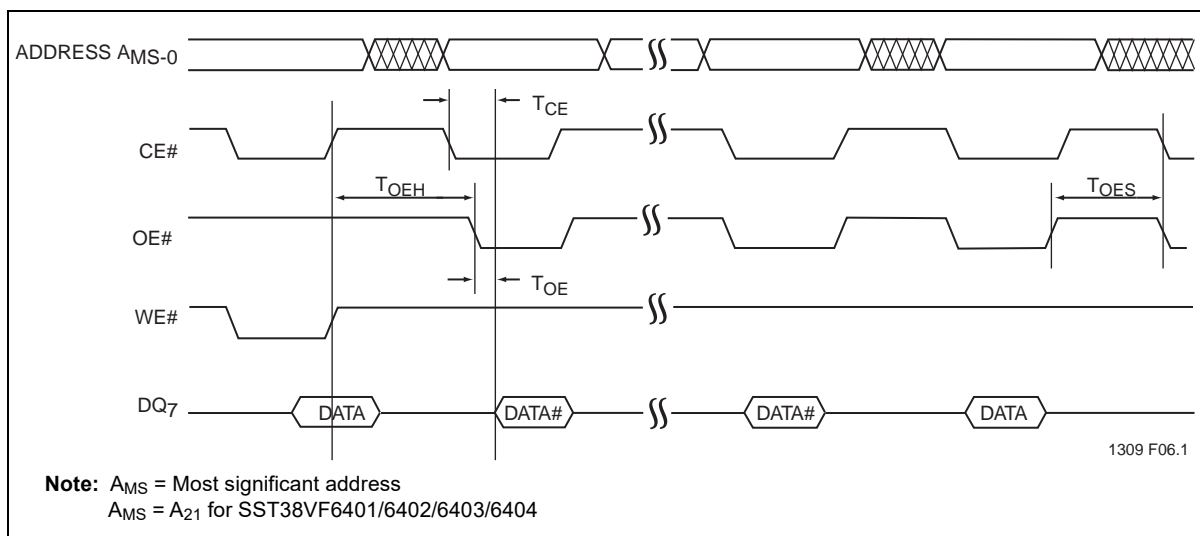 ADDRESS AMS-0
TCE
CE#
TOEH
TOES
OE#
TOE
WE#
DQ7
DATA
DATA#
DATA#
DATA
1309 F06.1
Note: AMS = Most significant address
AMS = A21 for SST38VF6401/6402/6403/6404